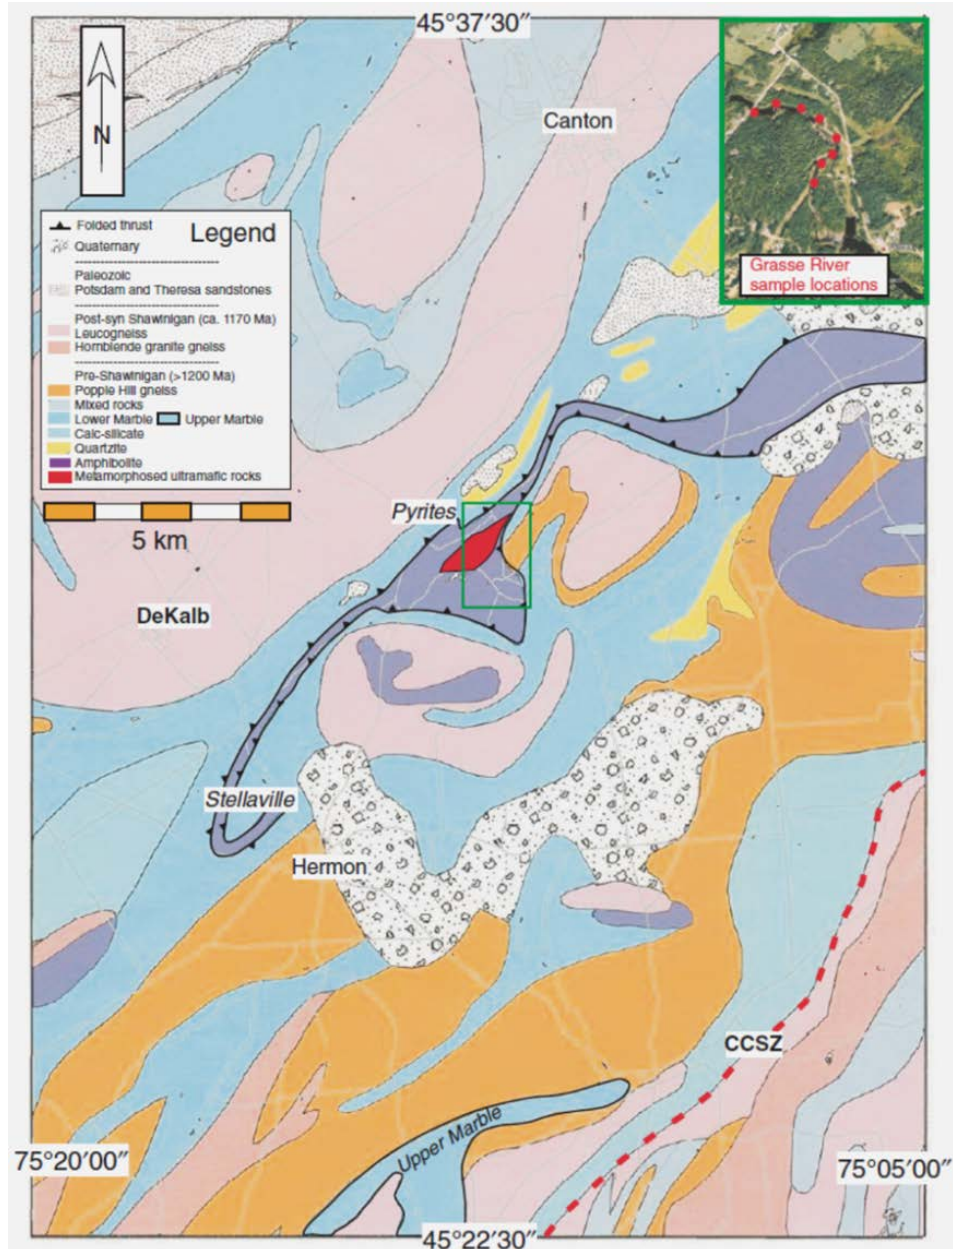 45°37′30″
N
Canton
Grasse River
sample locations
Legend
Folded thrust
Quaternary
Paleozoic
Potsdam and Theresa sandstones
Post-syn Shawinigan (ca. 1170 Ma)
Leucogneiss
Hornblende granite gneiss
Pre-Shawinigan (>1200 Ma)
Popple Hill gneiss
Mixed rocks
Lower Marble Upper Marble
Calc-silicate
Quartzite
Amphibolite
Metamorphosed ultramafic rocks
5 km
Pyrites
DeKalb
Stellaville
Hermon
CCSZ
Upper Marble
75°20′00″
75°05′00″
45°22′30″